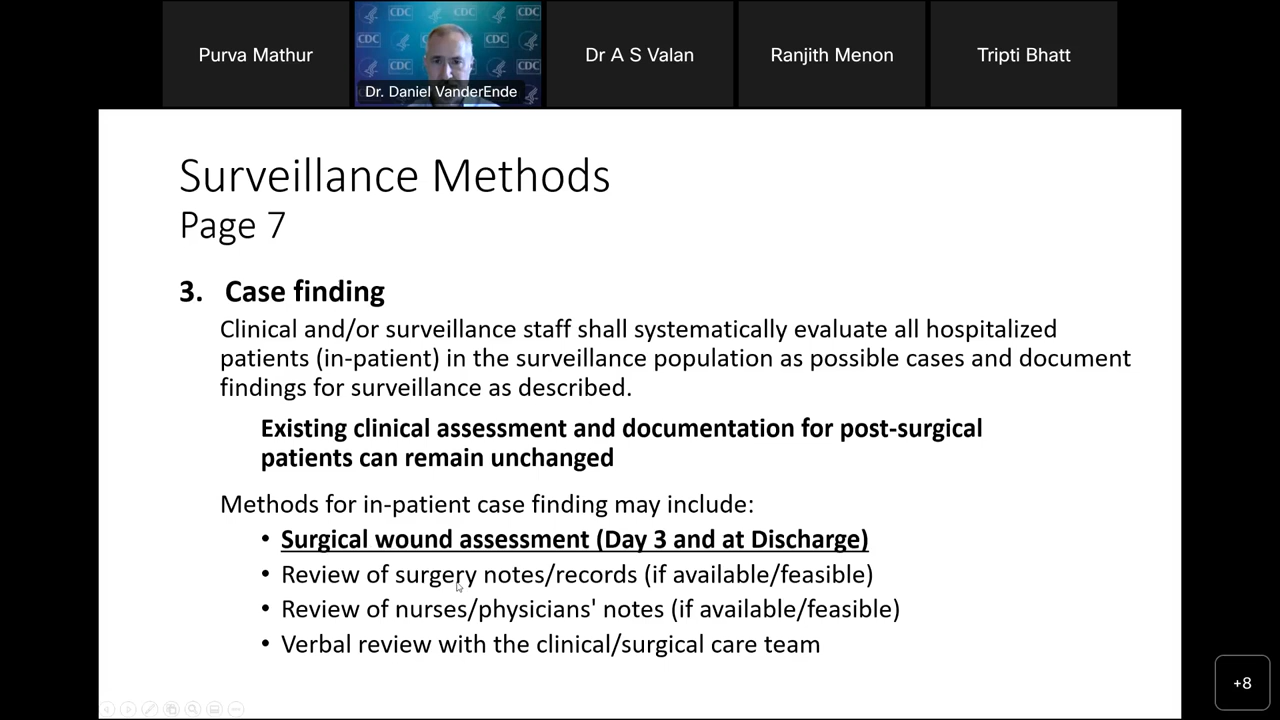 Purva Mathur
CDC
CDC
CDC
CDC
CDC
Dr. Daniel VanderEnde
Dr A S Valan
Ranjith Menon
Tripti Bhatt
Surveillance Methods
Page 7
3. Case finding
Clinical and/or surveillance staff shall systematically evaluate all hospitalized
patients (in-patient) in the surveillance population as possible cases and document
findings for surveillance as described.
Existing clinical assessment and documentation for post-surgical
patients can remain unchanged
Methods for in-patient case finding may include:
• Surgical wound assessment (Day 3 and at Discharge)
• Review of surgery notes/records (if available/feasible)
• Review of nurses/physicians' notes (if available/feasible)
• Verbal review with the clinical/surgical care team
+8